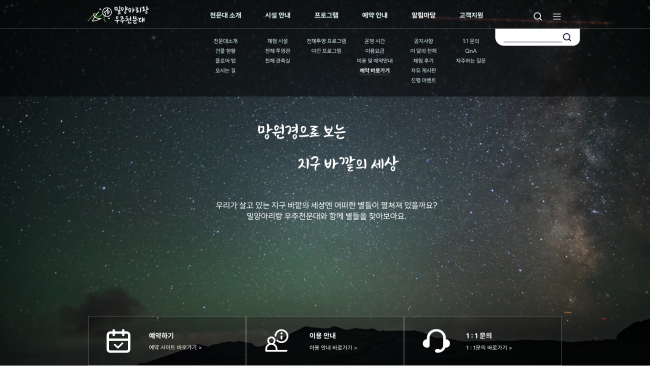 밀양아리랑
우주천문대
천문대 소개 시설 안내 프로그램 예약 안내 알림마당 고객지원
천문대소개 체험 시설 천체투영 프로그램 운영 시간 공지사항 1:1 문의
건물 현황 천체 투영관 야간 프로그램 이용요금 이 달의 천체 QnA
플로어 맵 천체 관측실 이용 및 예약안내 체험 후기 자주하는 질문
오시는 길 예약 바로가기 자유 게시판
진행 이벤트
망원경으로 보는
지구 바깥의 세상
우리가 살고 있는 지구 바깥의 세상엔 어떠한 별들이 펼쳐져 있을까요?
밀양아리랑 우주천문대와 함께 별들을 찾아보아요.
예약하기 이용 안내 1 : 1 문의
예약 사이트 바로가기 > 이용 안내 바로가기 > 1 : 1문의 바로가기 >